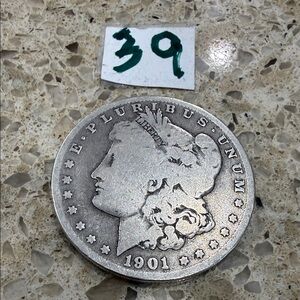 39
E · PLURIBUS · UNUM
LIBERTY
1901